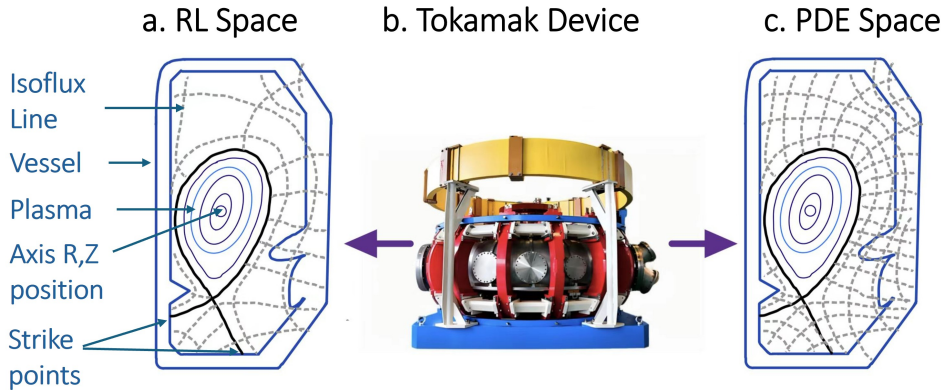 a. RL Space
b. Tokamak Device
c. PDE Space
Isoflux
Line
Vessel
Plasma
Axis R,Z
position
Strike
points